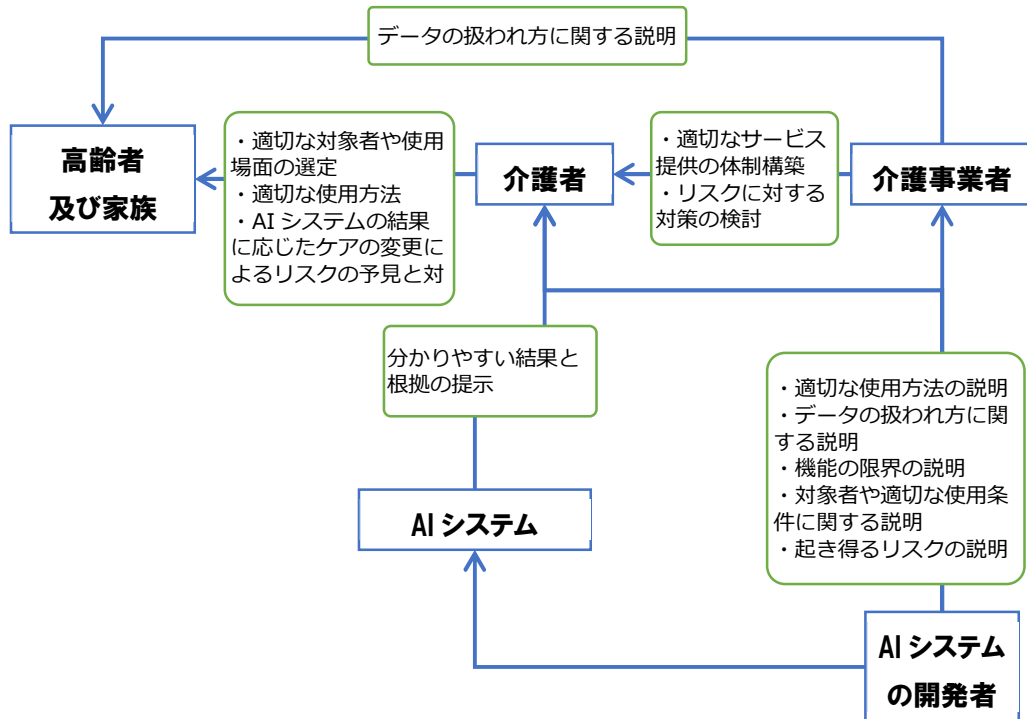 データの扱われ方に関する説明
高齢者
及び家族
・適切な対象者や使用
場面の選定
・適切な使用方法
・AI システムの結果
に応じたケアの変更に
よるリスクの予見と対
介護者
・適切なサービス
提供の体制構築
・リスクに対する
対策の検討
介護事業者
分かりやすい結果と
根拠の提示
・適切な使用方法の説明
・データの扱われ方に関
する説明
・機能の限界の説明
・対象者や適切な使用条
件に関する説明
・起き得るリスクの説明
AI システム
AI システム
の開発者